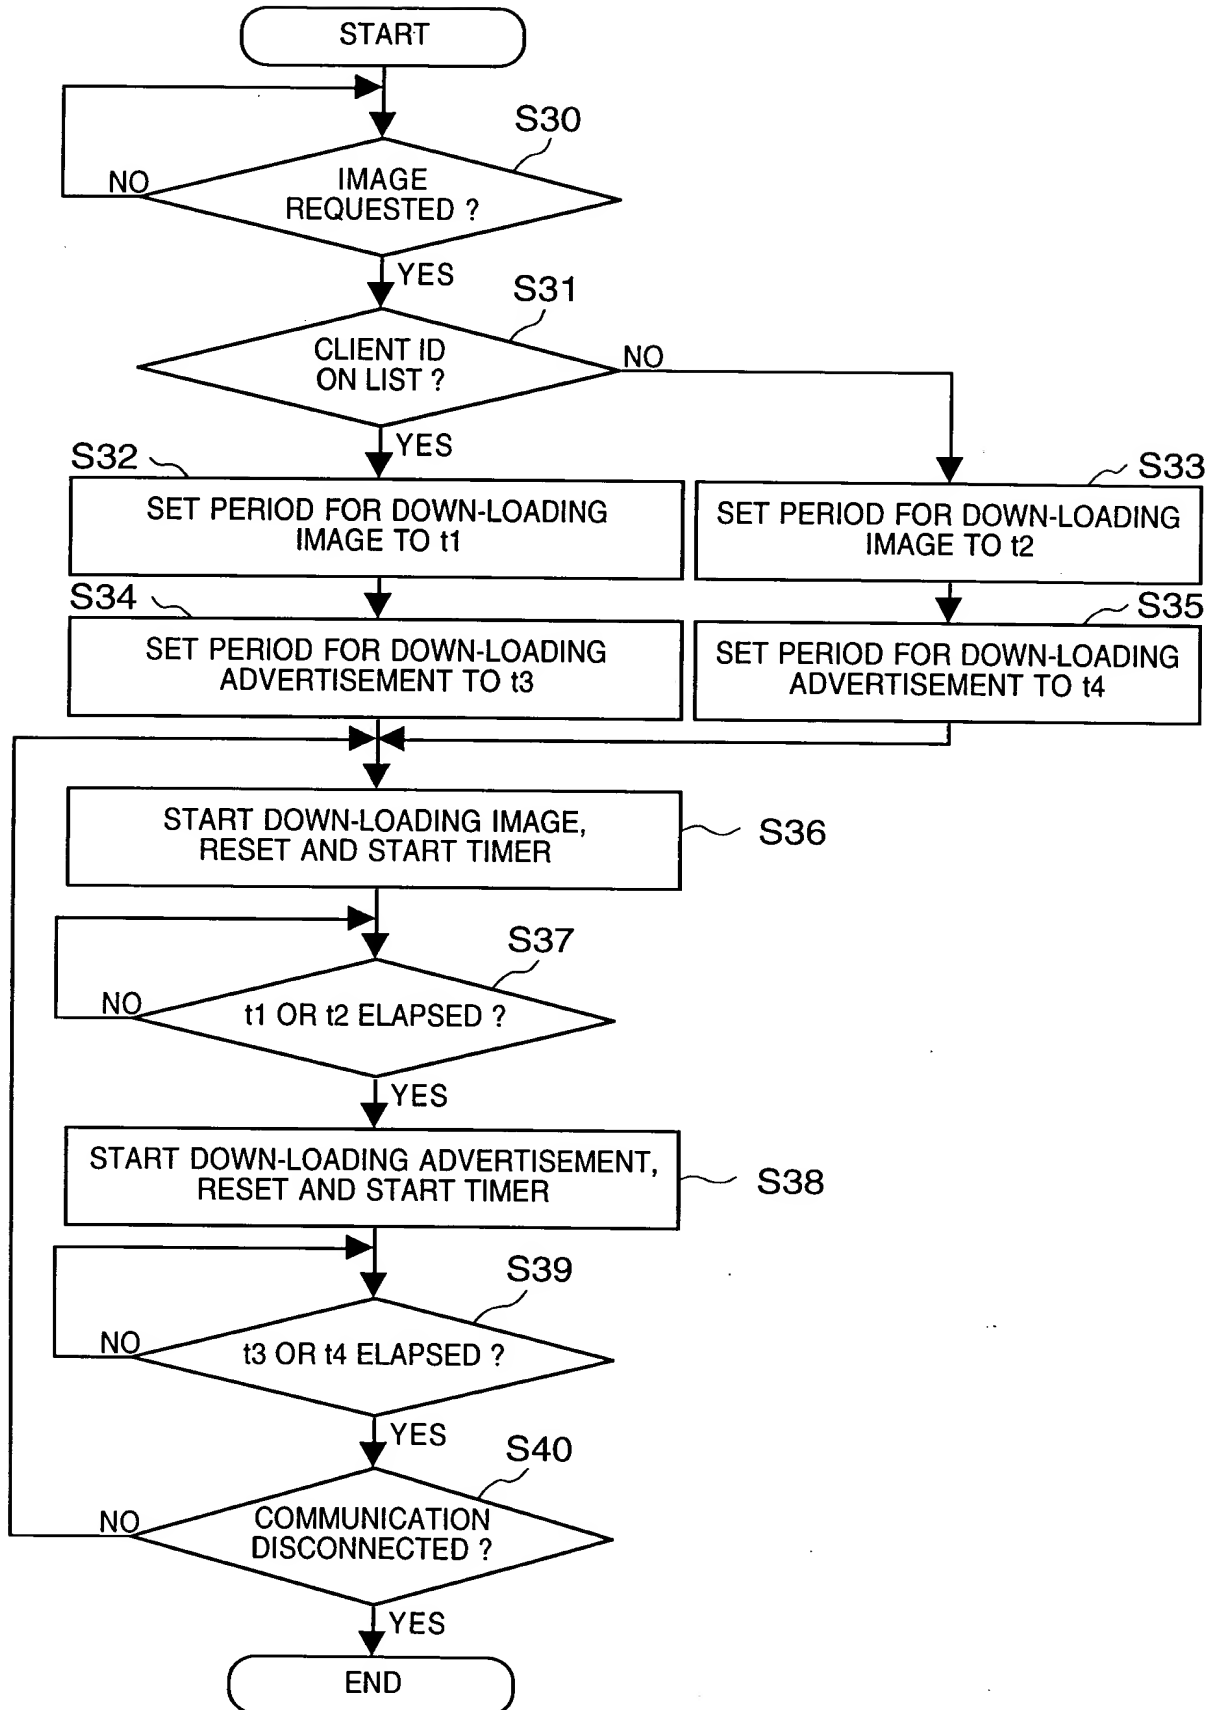 START
S30
NO
IMAGE
REQUESTED ?
YES
S31
CLIENT ID
ON LIST ?
NO
YES
S32
SET PERIOD FOR DOWN-LOADING
IMAGE TO t1
S33
SET PERIOD FOR DOWN-LOADING
IMAGE TO t2
S34
SET PERIOD FOR DOWN-LOADING
ADVERTISEMENT TO t3
S35
SET PERIOD FOR DOWN-LOADING
ADVERTISEMENT TO t4
START DOWN-LOADING IMAGE,
RESET AND START TIMER
S36
S37
NO
t1 OR t2 ELAPSED ?
YES
START DOWN-LOADING ADVERTISEMENT,
RESET AND START TIMER
S38
S39
NO
t3 OR t4 ELAPSED ?
YES
S40
NO
COMMUNICATION
DISCONNECTED ?
YES
END